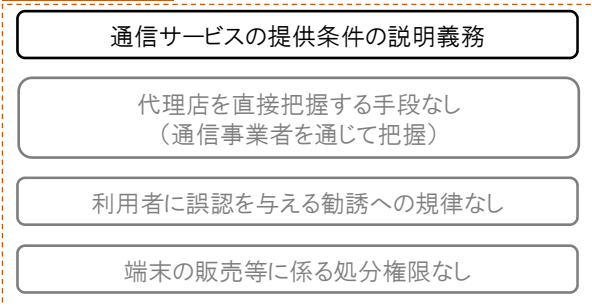 通信サービスの提供条件の説明義務
代理店を直接把握する手段なし
（通信事業者を通じて把握）
利用者に誤認を与える勧誘への規律なし
端末の販売等に係る処分権限なし